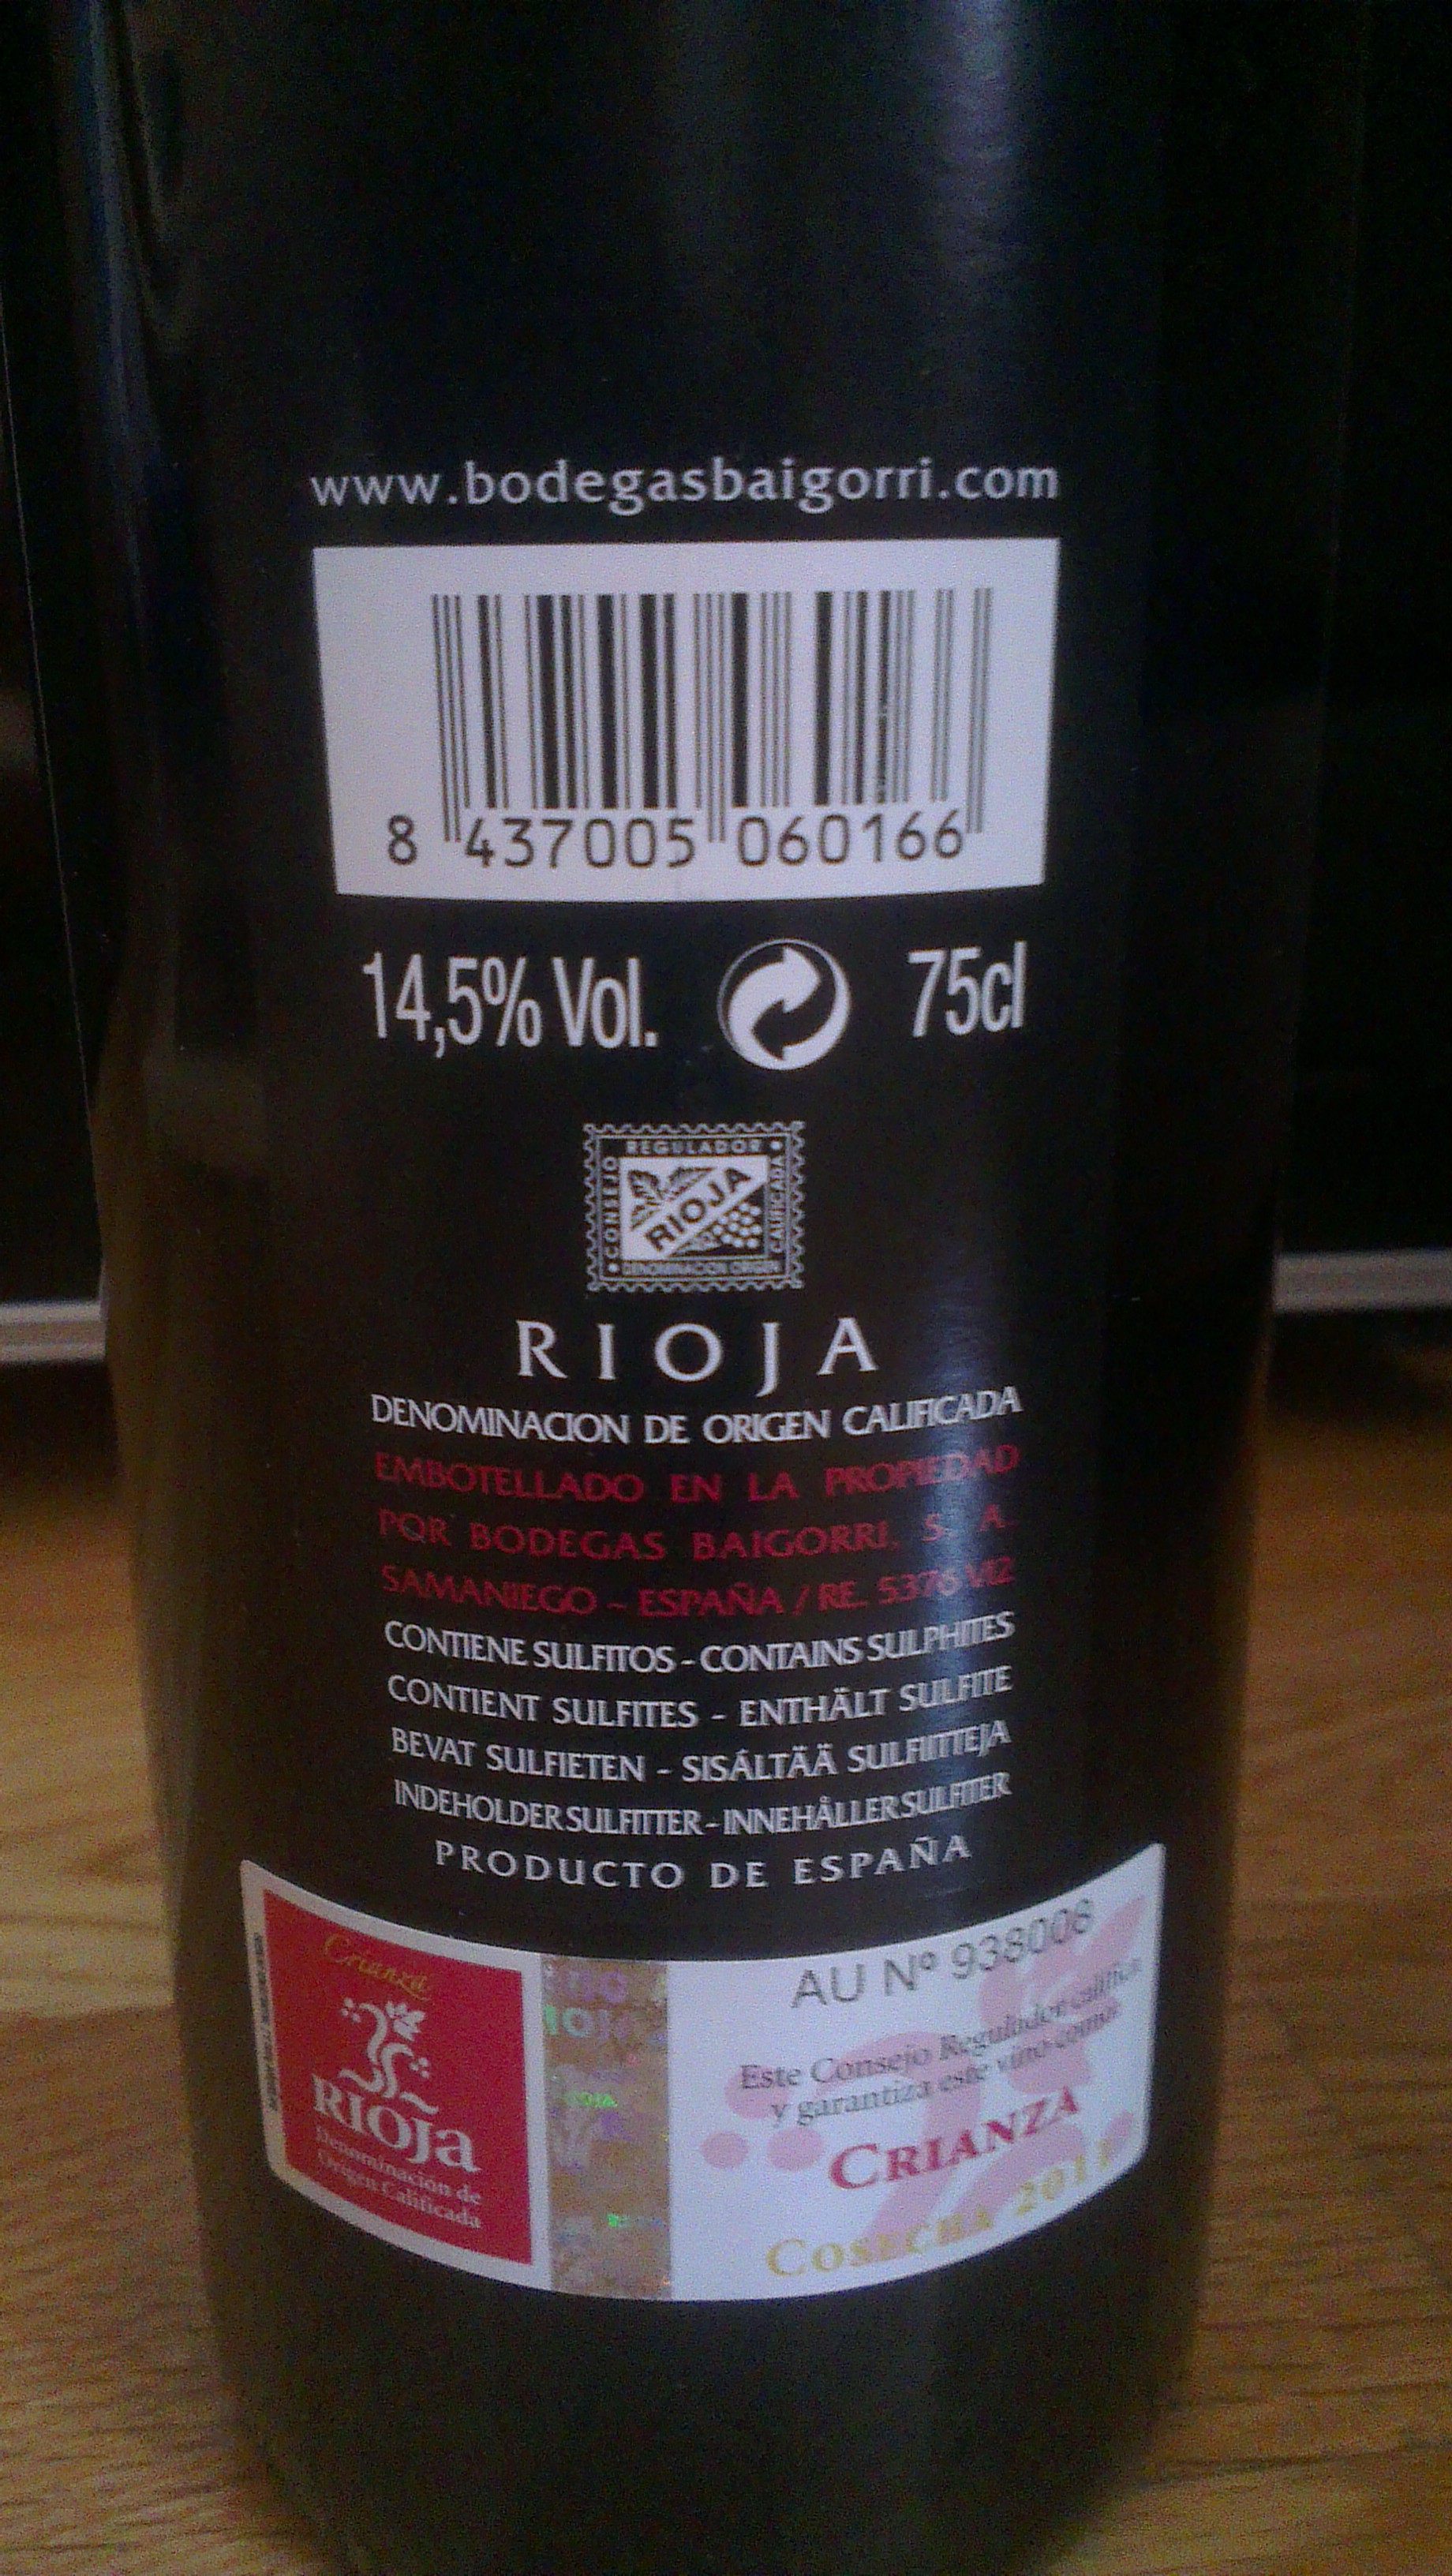 www.bodegasbaigorri.com
8 437005 060166
14,5% Vol. 75cl
REGULADOR
CONSEJO
RIOJA
CALIFICADA
DENOMINACION ORIGEN
RIOJA
DENOMINACION DE ORIGEN CALIFICADA
EMBOTELLADO EN LA PROPIEDAD
POR BODEGAS BAIGORRI, S. A.
SAMANIEGO - ESPAÑA / RE. 5376 VI2
CONTIENE SULFITOS - CONTAINS SULPHITES
CONTIENT SULFITES - ENTHÄLT SULFITE
BEVAT SULFIETEN - SISÁLTÄÄ SULFIITTEJA
INDEHOLDER SULFITTER - INNEHÅLLER SULFITER
PRODUCTO DE ESPAÑA
Crianza
RIOJa
Denominación de
Origen Calificada
AU Nº 938008
Este Consejo Regulador califica
y garantiza este vino como:
CRIANZA
COSECHA 2011